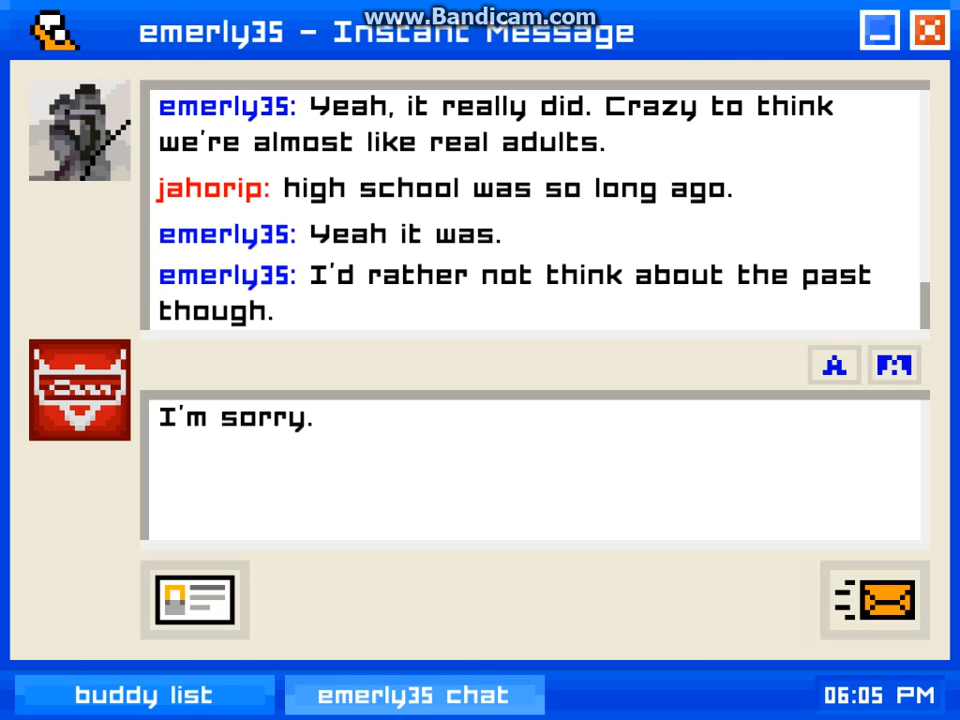 www.Bandicam.com
emerly35 - Instant Message
emerly35: Yeah, it really did. Crazy to think
we're almost like real adults.
jahorip: high school was so long ago.
emerly35: Yeah it was.
emerly35: I'd rather not think about the past
though.
I'm sorry.
buddy list
emerly35 chat
06:05 PM